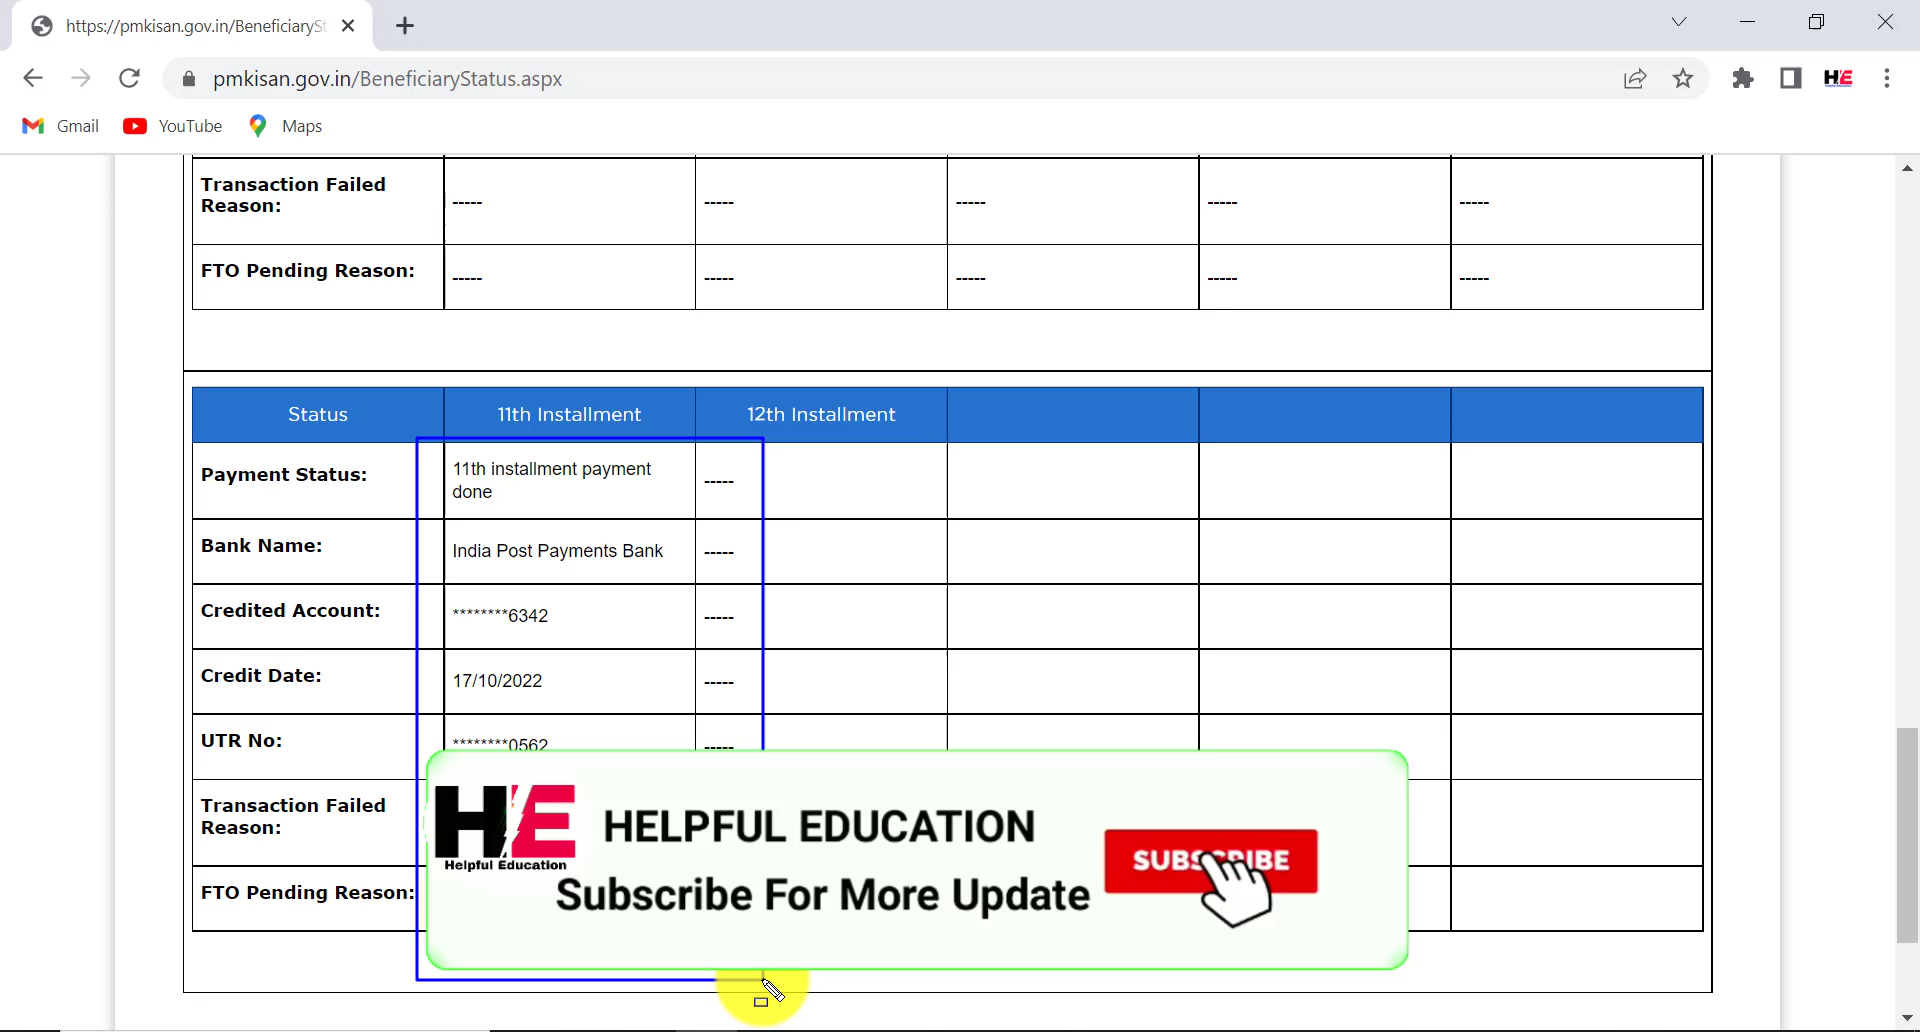 https://pmkisan.gov.in/BeneficiarySt
pmkisan.gov.in/BeneficiaryStatus.aspx
HE
Gmail YouTube Maps
Transaction Failed
Reason: ----- ----- ----- ----- -----
FTO Pending Reason: ----- ----- ----- ----- -----
Status 11th Installment 12th Installment
Payment Status: 11th installment payment
done -----
Bank Name: India Post Payments Bank -----
Credited Account: ********6342 -----
Credit Date: 17/10/2022 -----
UTR No: ********0562 -----
Transaction Failed
Reason:
FTO Pending Reason:
HE
Helpful Education
HELPFUL EDUCATION
Subscribe For More Update
SUBSCRIBE